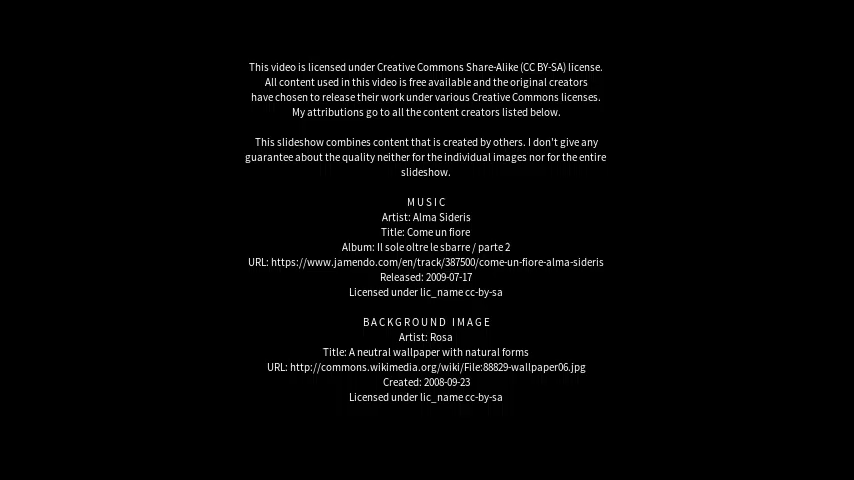 This video is licensed under Creative Commons Share-Alike (CC BY-SA) license.
All content used in this video is free available and the original creators
have chosen to release their work under various Creative Commons licenses.
My attributions go to all the content creators listed below.
This slideshow combines content that is created by others. I don't give any
guarantee about the quality neither for the individual images nor for the entire
slideshow.
MUSIC
Artist: Alma Sideris
Title: Come un fiore
Album: Il sole oltre le sbarre / parte 2
URL: https://www.jamendo.com/en/track/387500/come-un-fiore-alma-sideris
Released: 2009-07-17
Licensed under lic_name cc-by-sa
BACKGROUND IMAGE
Artist: Rosa
Title: A neutral wallpaper with natural forms
URL: http://commons.wikimedia.org/wiki/File:88829-wallpaper06.jpg
Created: 2008-09-23
Licensed under lic_name cc-by-sa